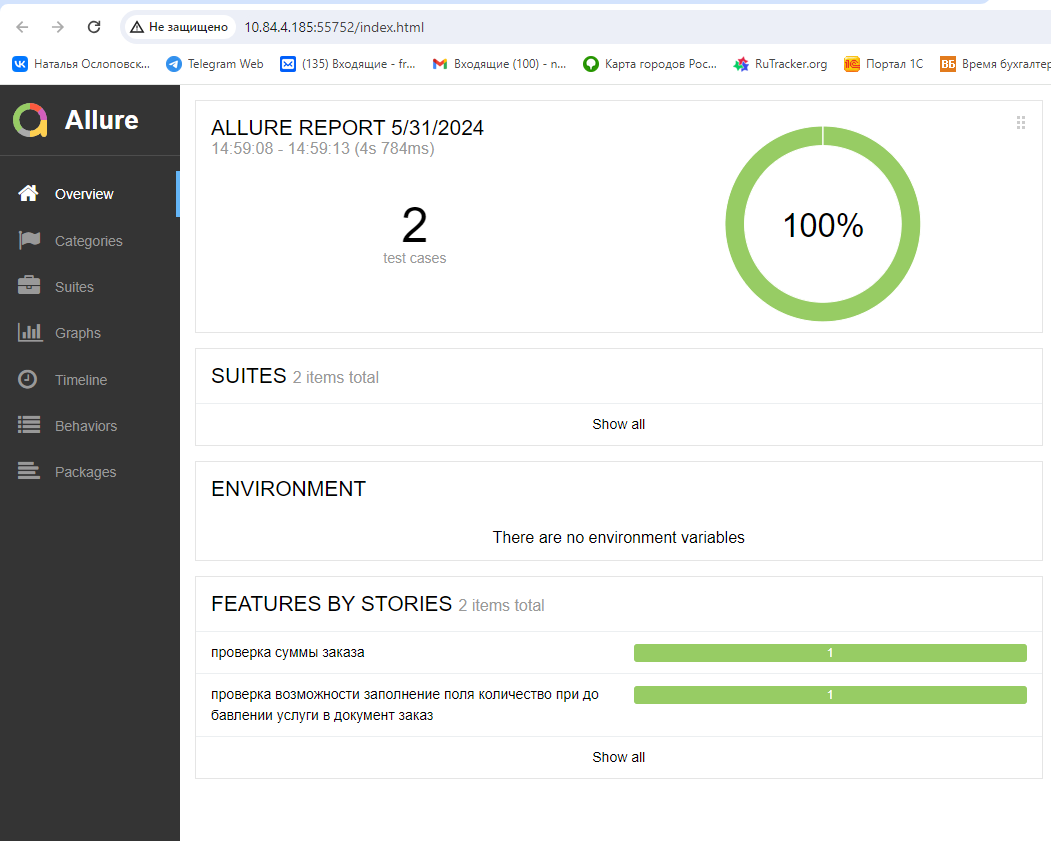 Не защищено
10.84.4.185:55752/index.html
Наталья Ослоповск...
Telegram Web
(135) Входящие - fr...
Входящие (100) - n...
Карта городов Рос...
RuTracker.org
Портал 1С
Время бухгалтер
Allure
Overview
Categories
Suites
Graphs
Timeline
Behaviors
Packages
ALLURE REPORT 5/31/2024
14:59:08 - 14:59:13 (4s 784ms)
2
test cases
100%
SUITES 2 items total
Show all
ENVIRONMENT
There are no environment variables
FEATURES BY STORIES 2 items total
проверка суммы заказа
1
проверка возможности заполнение поля количество при до
бавлении услуги в документ заказ
1
Show all